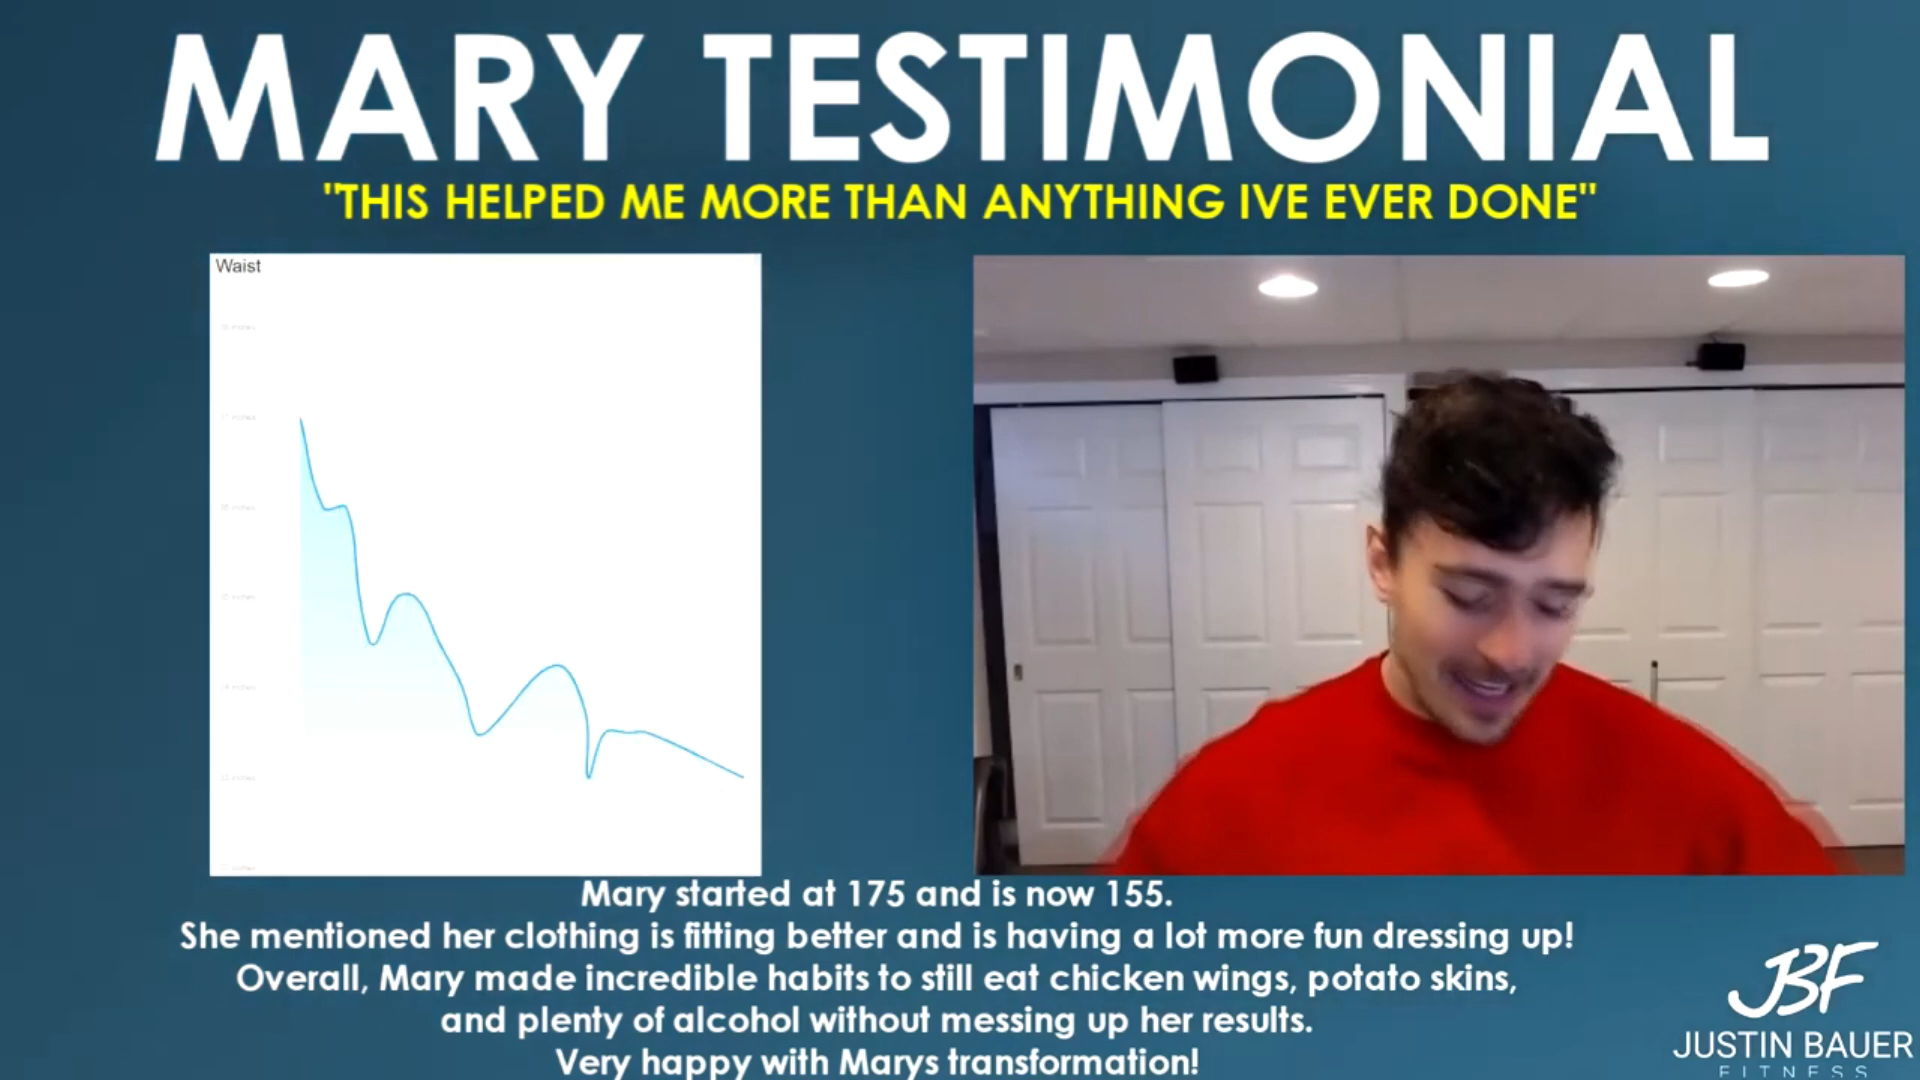 MARY TESTIMONIAL
"THIS HELPED ME MORE THAN ANYTHING IVE EVER DONE"
Waist
Mary started at 175 and is now 155.
She mentioned her clothing is fitting better and is having a lot more fun dressing up!
Overall, Mary made incredible habits to still eat chicken wings, potato skins,
and plenty of alcohol without messing up her results.
Very happy with Marys transformation!
JBF
JUSTIN BAUER
FITNESS